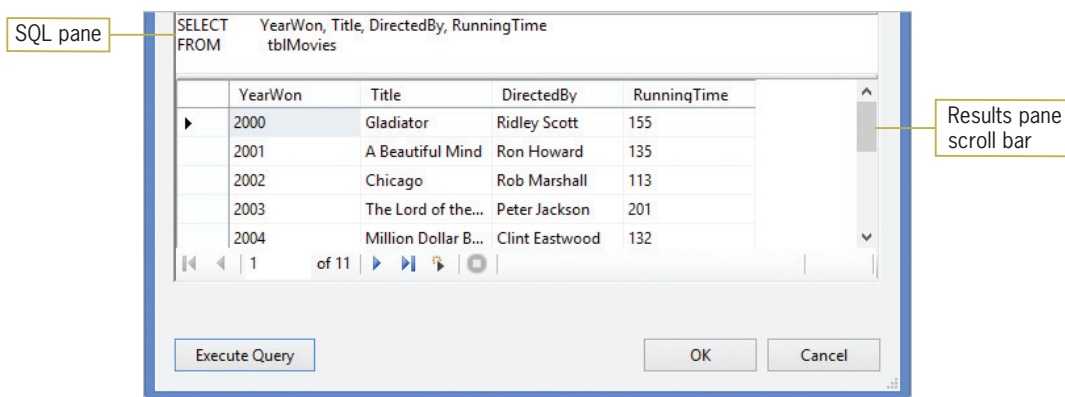 SQL pane
SELECT YearWon, Title, DirectedBy, RunningTime
FROM tblMovies
YearWon Title DirectedBy RunningTime
2000 Gladiator Ridley Scott 155
2001 A Beautiful Mind Ron Howard 135
2002 Chicago Rob Marshall 113
2003 The Lord of the... Peter Jackson 201
2004 Million Dollar B... Clint Eastwood 132
Results pane
scroll bar
1 of 11
Execute Query OK Cancel